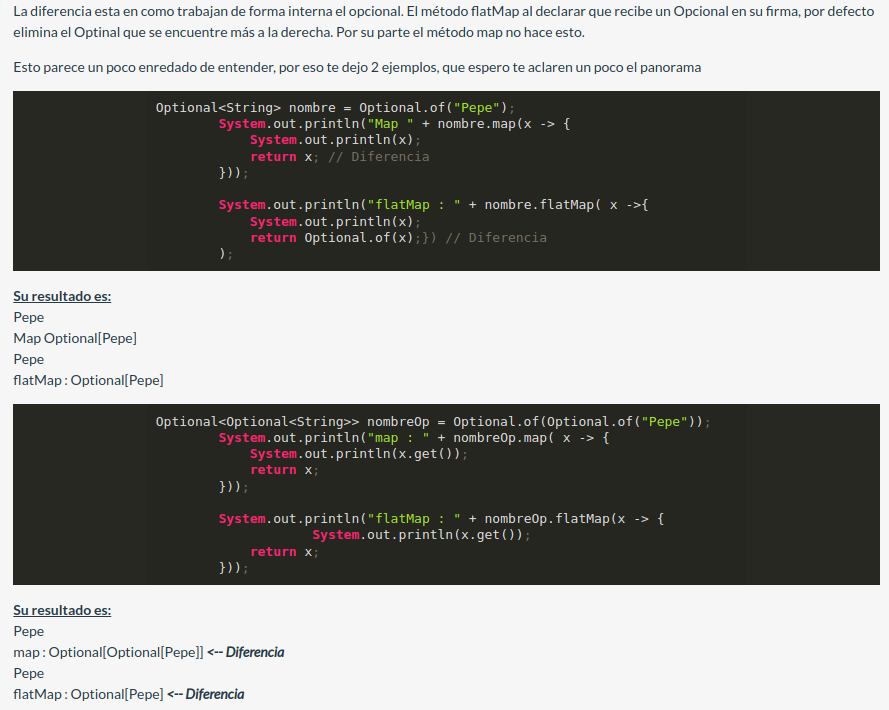 La diferencia esta en como trabajan de forma interna el opcional. El método flatMap al declarar que recibe un Opcional en su firma, por defecto
elimina el Optinal que se encuentre más a la derecha. Por su parte el método map no hace esto.
Esto parece un poco enredado de entender, por eso te dejo 2 ejemplos, que espero te aclaren un poco el panorama
Optional<String> nombre = Optional.of("Pepe");
System.out.println("Map " + nombre.map(x -> {
System.out.println(x);
return x; // Diferencia
}));
System.out.println("flatMap : " + nombre.flatMap( x ->{
System.out.println(x);
return Optional.of(x);}) // Diferencia
);
Su resultado es:
Pepe
Map Optional[Pepe]
Pepe
flatMap : Optional[Pepe]
Optional<Optional<String>> nombreOp = Optional.of(Optional.of("Pepe"));
System.out.println("map : " + nombreOp.map( x -> {
System.out.println(x.get());
return x;
}));
System.out.println("flatMap : " + nombreOp.flatMap(x -> {
System.out.println(x.get());
return x;
}));
Su resultado es:
Pepe
map : Optional[Optional[Pepe]] <-- Diferencia
Pepe
flatMap : Optional[Pepe] <-- Diferencia